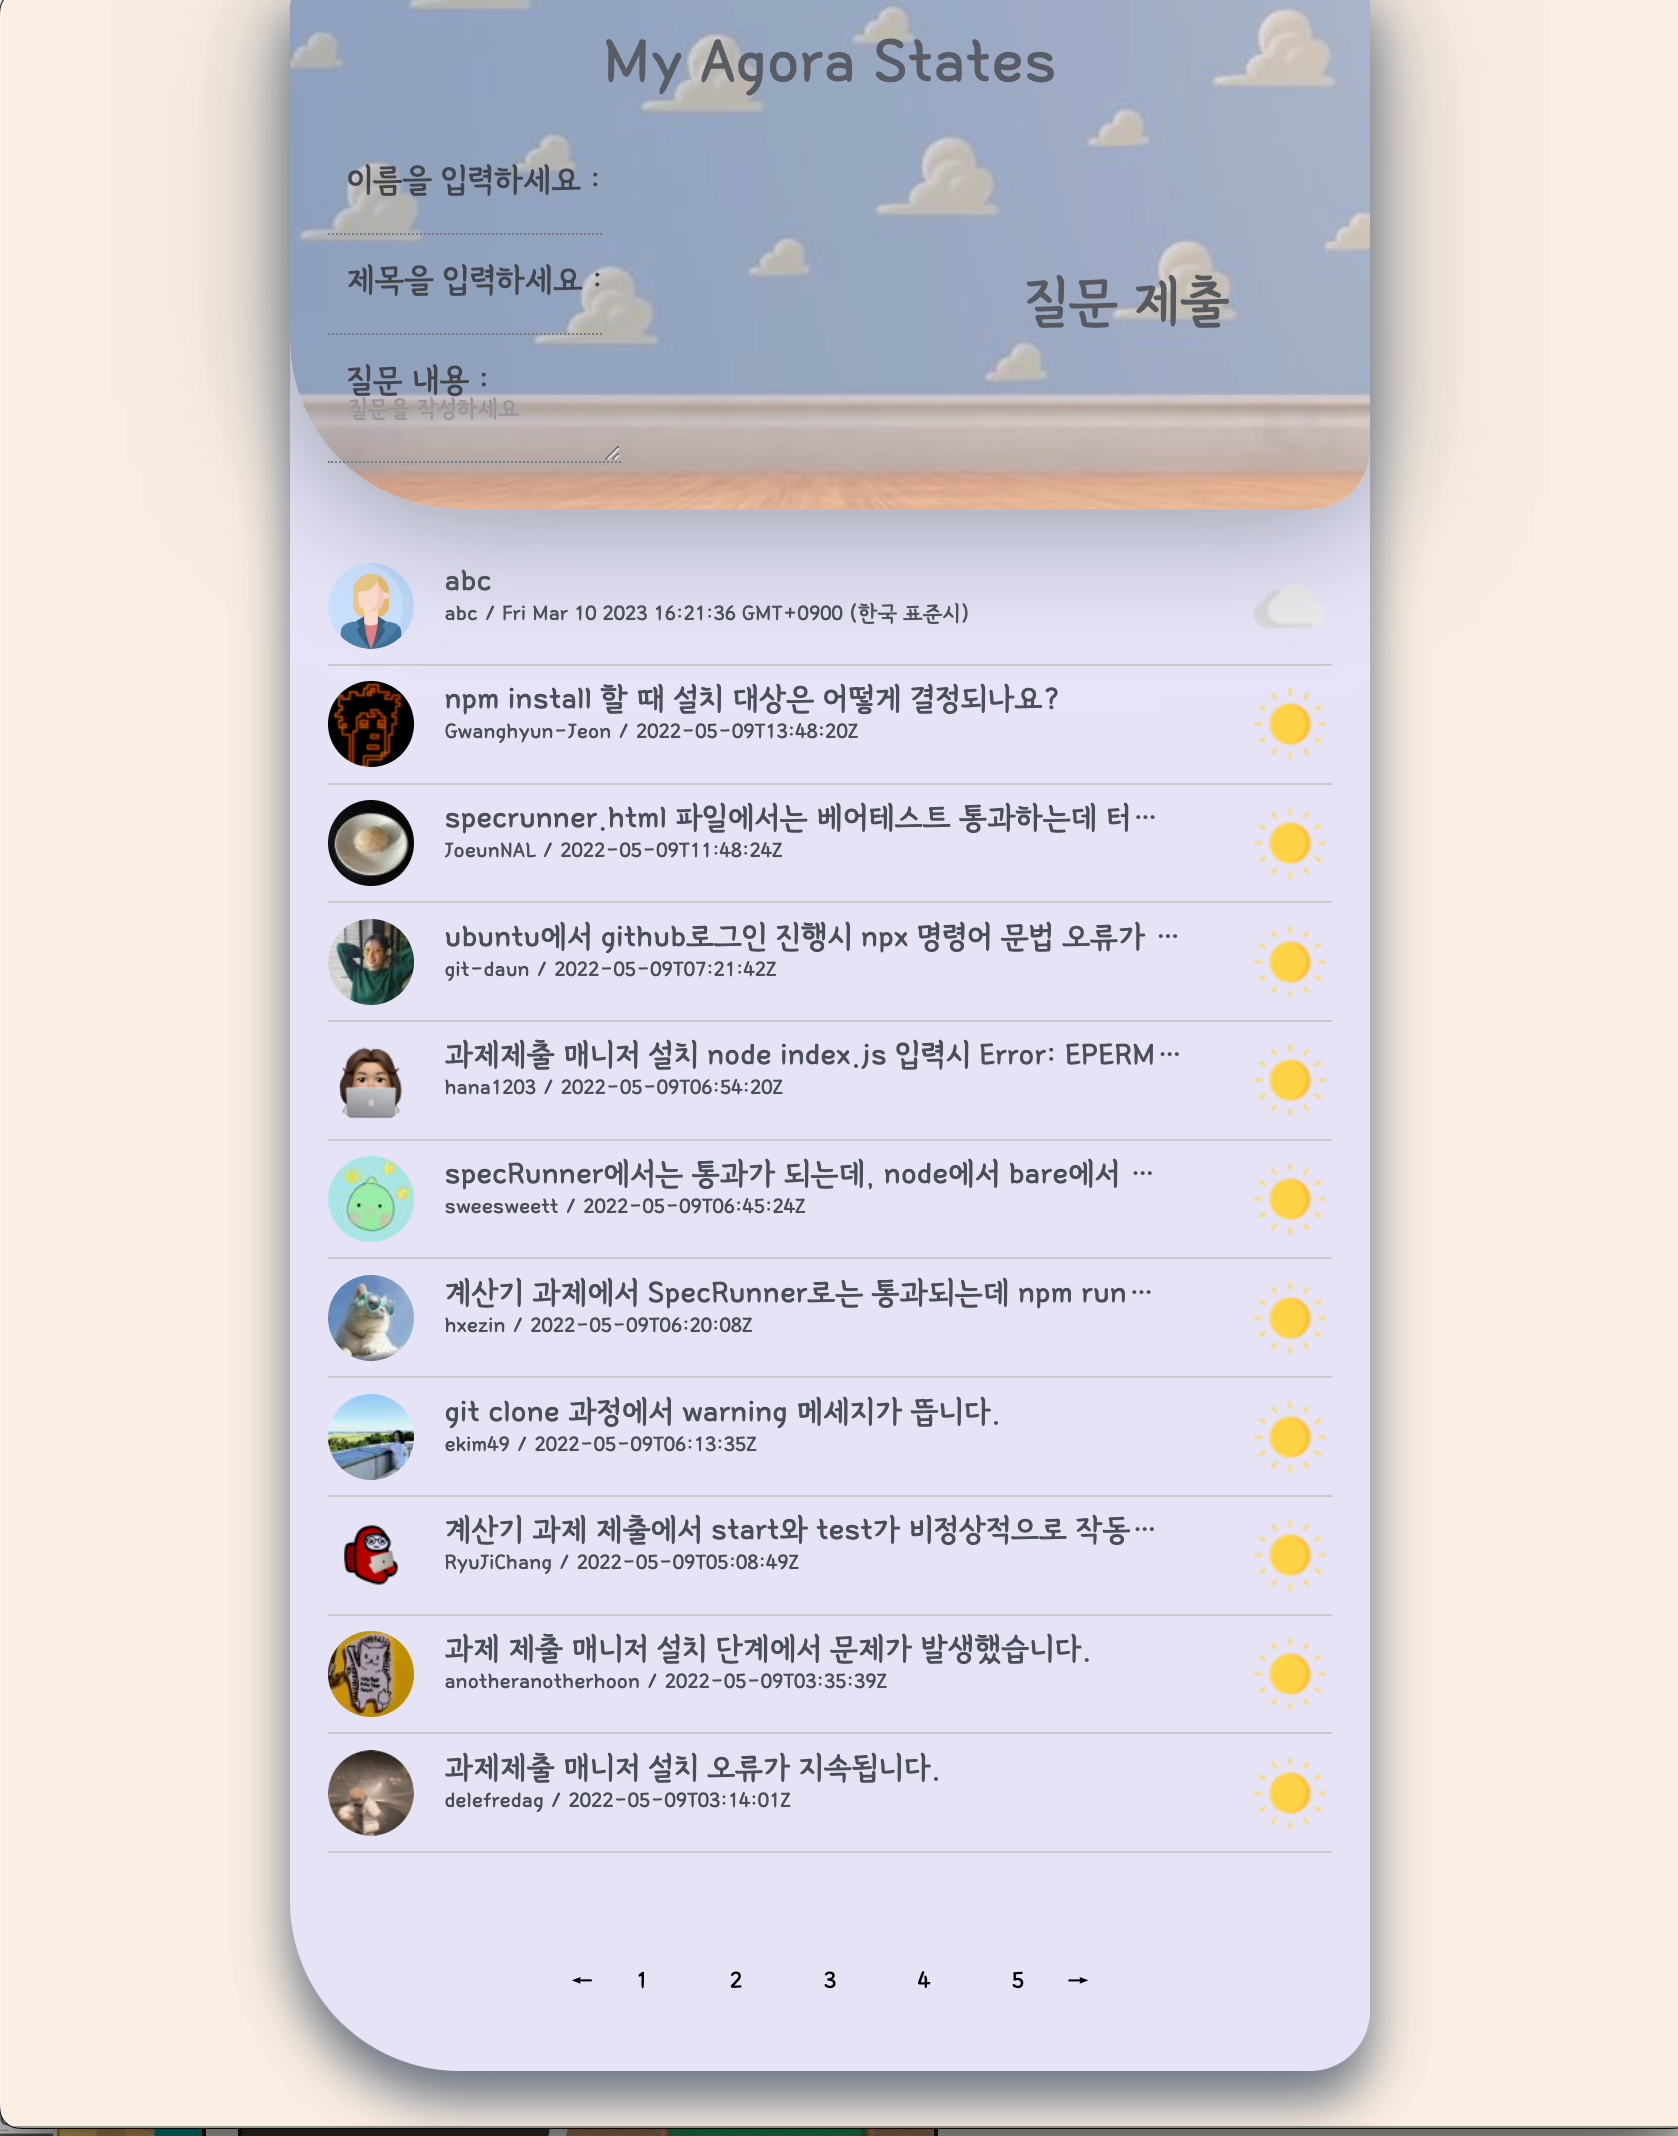 My Agora States
이름을 입력하세요 :
제목을 입력하세요 :
질문 제출
질문 내용 :
질문을 작성하세요
abc
abc / Fri Mar 10 2023 16:21:36 GMT+0900 (한국 표준시)
npm install 할 때 설치 대상은 어떻게 결정되나요?
Gwanghyun-Jeon / 2022-05-09T13:48:20Z
specrunner.html 파일에서는 베어테스트 통과하는데 터…
JoeunNAL / 2022-05-09T11:48:24Z
ubuntu에서 github로그인 진행시 npx 명령어 문법 오류가 …
git-daun / 2022-05-09T07:21:42Z
과제제출 매니저 설치 node index.js 입력시 Error: EPERM…
hana1203 / 2022-05-09T06:54:20Z
specRunner에서는 통과가 되는데, node에서 bare에서 …
sweesweett / 2022-05-09T06:45:24Z
계산기 과제에서 SpecRunner로는 통과되는데 npm run…
hxezin / 2022-05-09T06:20:08Z
git clone 과정에서 warning 메세지가 뜹니다.
ekim49 / 2022-05-09T06:13:35Z
계산기 과제 제출에서 start와 test가 비정상적으로 작동…
RyuJiChang / 2022-05-09T05:08:49Z
과제 제출 매니저 설치 단계에서 문제가 발생했습니다.
anotheranotherhoon / 2022-05-09T03:35:39Z
과제제출 매니저 설치 오류가 지속됩니다.
delefredag / 2022-05-09T03:14:01Z
← 1 2 3 4 5 →